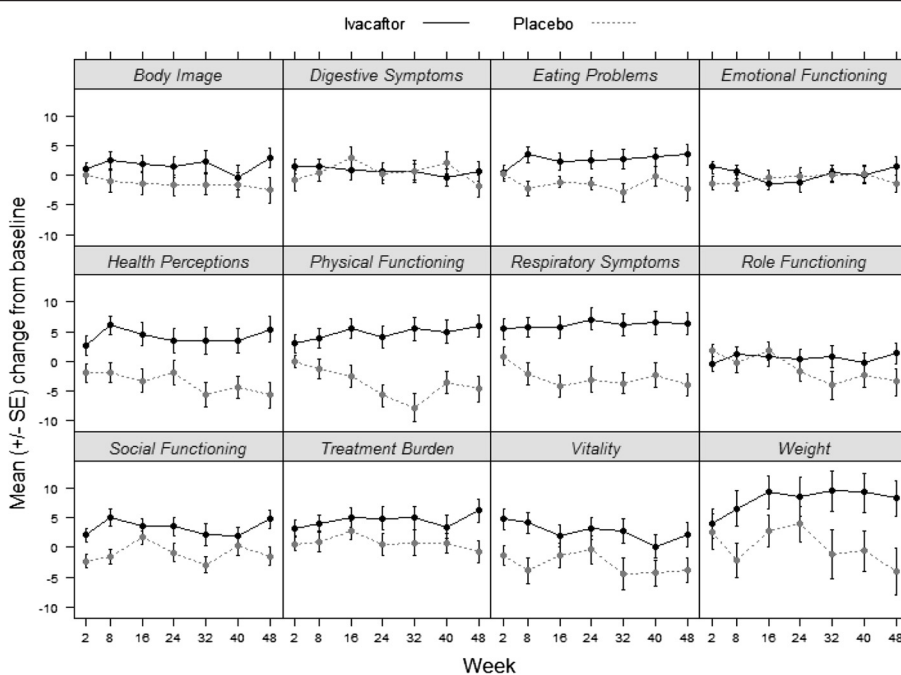 Ivacaftor Placebo
Body Image Digestive Symptoms Eating Problems Emotional Functioning
10
5
0
-5
-10
Health Perceptions Physical Functioning Respiratory Symptoms Role Functioning
10
5
0
-5
-10
Social Functioning Treatment Burden Vitality Weight
10
5
0
-5
-10
Mean (+/- SE) change from baseline
2 8 16 24 32 40 48 2 8 16 24 32 40 48 2 8 16 24 32 40 48 2 8 16 24 32 40 48
Week